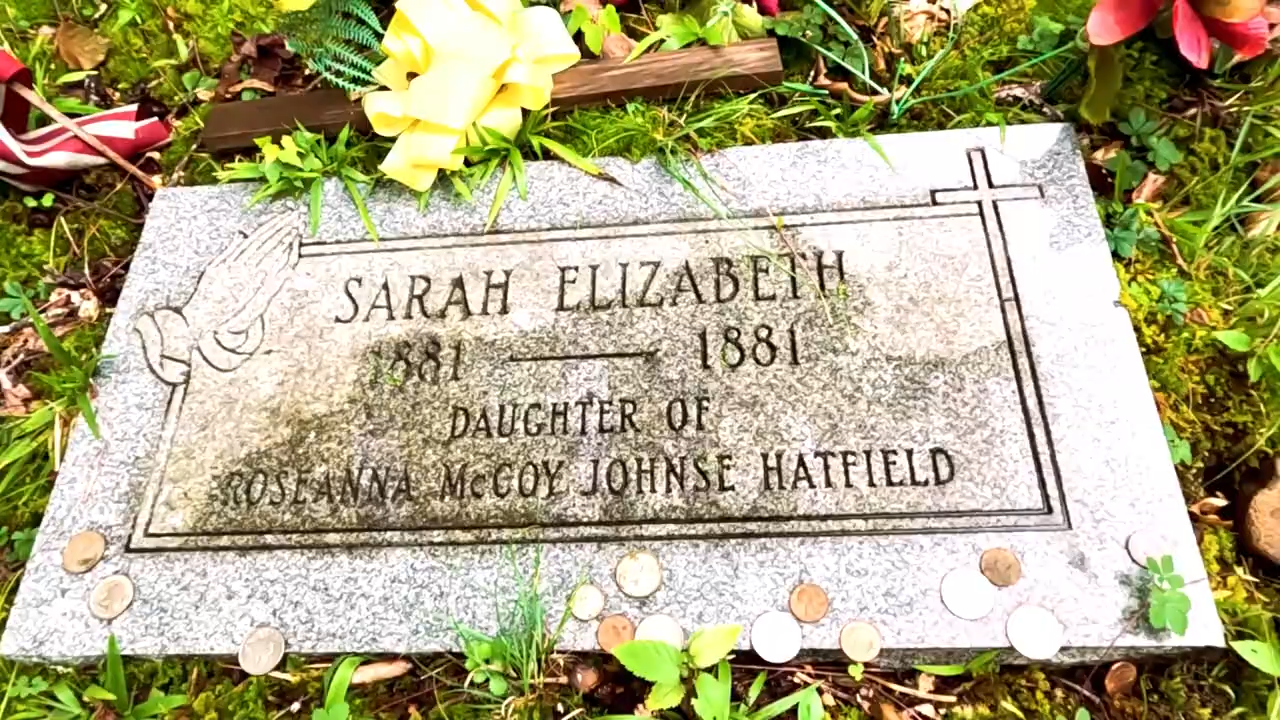 SARAH ELIZABETH
1881 — 1881
DAUGHTER OF
ROSEANNA McCOY JOHNSE HATFIELD